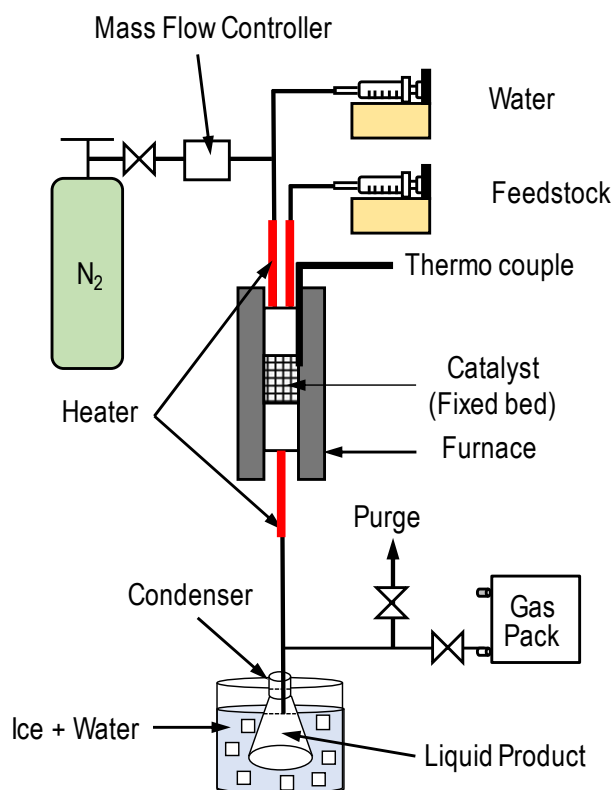 Mass Flow Controller
Water
Feedstock
N2
Thermo couple
Catalyst
(Fixed bed)
Heater
Furnace
Purge
Condenser
Gas
Pack
Ice + Water
Liquid Product